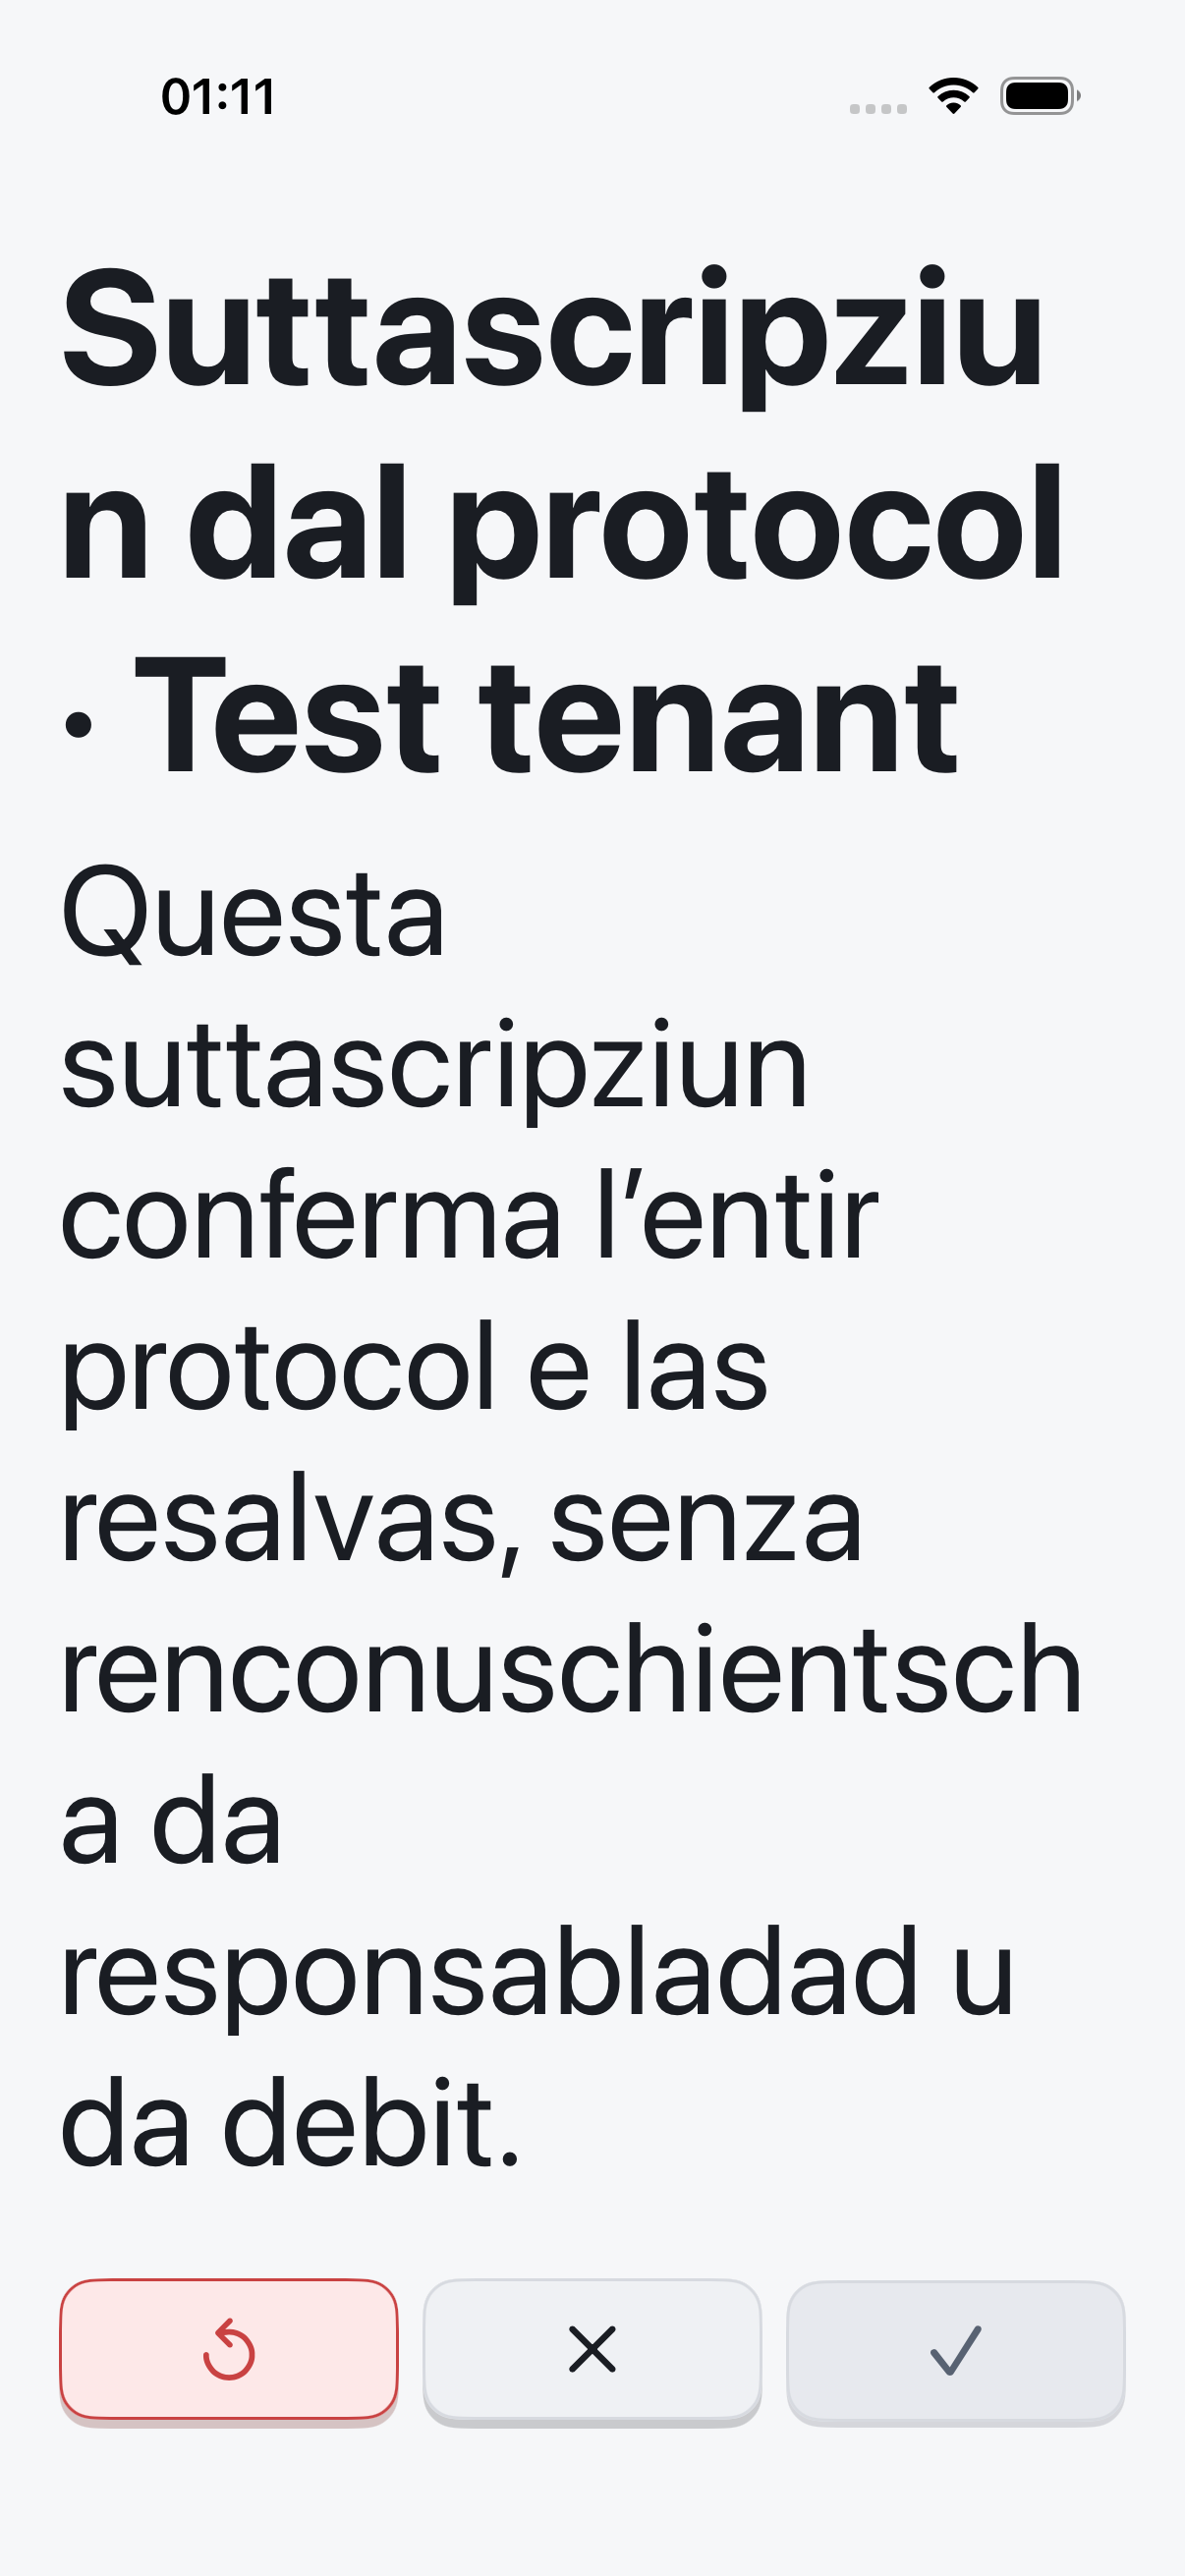 01:11
Suttascripziu
n dal protocol
· Test tenant
Questa
suttascripziun
conferma l’entir
protocol e las
resalvas, senza
renconuschientsch
a da
responsabladad u
da debit.